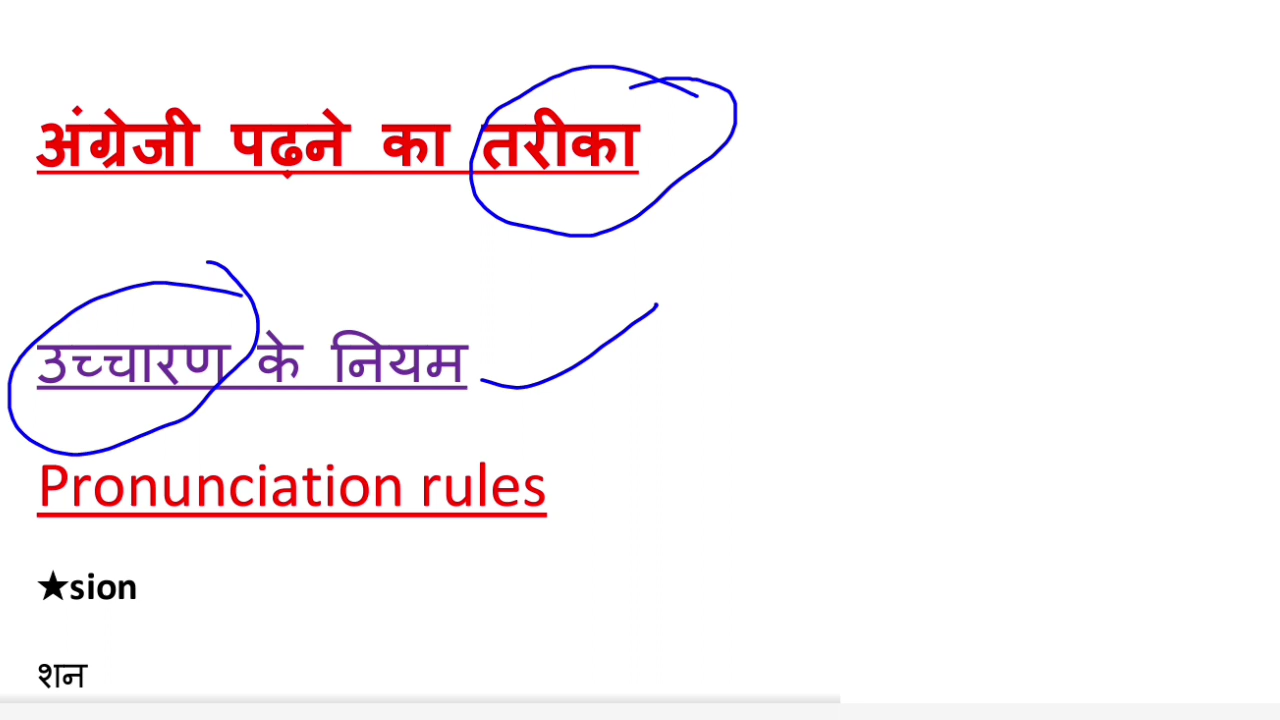 अंग्रेजी पढ़ने का तरीका
उच्चारण के नियम
Pronunciation rules
★sion
शन